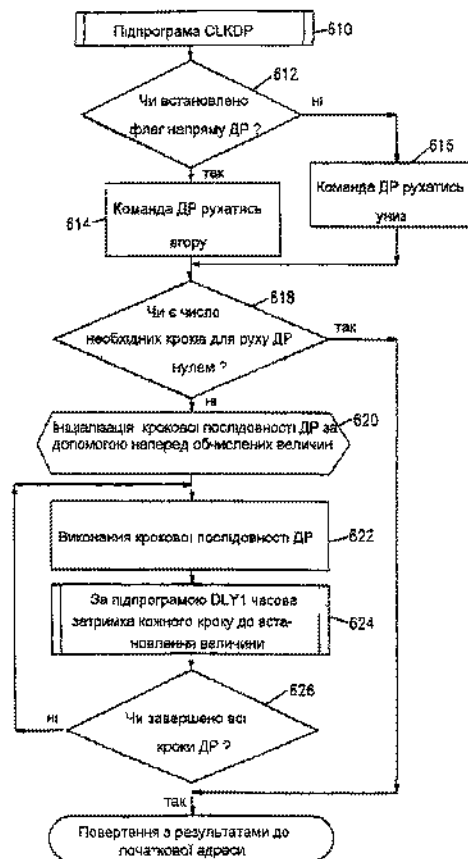 Підпрограма CLKDP
610
612
Чи встановлено
флаг напряму ДР ?
ні
так
614
Команда ДР рухатись
вгору
616
Команда ДР рухатись
униз
618
Чи є число
необхідних кроків для руху ДР
нулем ?
так
ні
Ініціалізація крокової послідовності ДР за
допомогою наперед обчислених величин
620
Виконання крокової послідовності ДР
622
За підпрограмою DLY1 часова
затримка кожного кроку до вста-
новлення величини
624
626
Чи завершено всі
кроки ДР ?
ні
так
Повертання з результатами до
початкової адреси